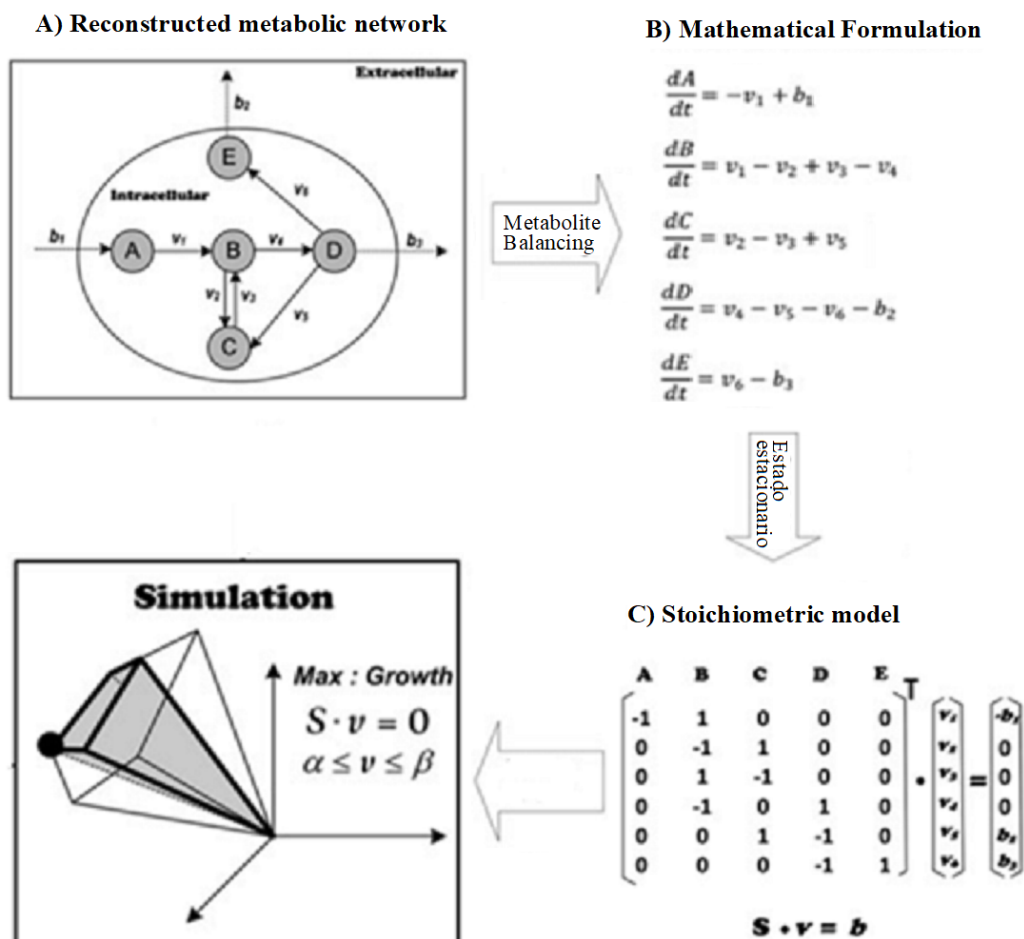 A) Reconstructed metabolic network
Extracellular
b₂
E
v₆
Intracellular
b₁ A v₁ B v₄ D b₃
v₂ v₃ v₅
C
Metabolite
Balancing
B) Mathematical Formulation
dA/dt = −v₁ + b₁
dB/dt = v₁ − v₂ + v₃ − v₄
dC/dt = v₂ − v₃ + v₅
dD/dt = v₄ − v₅ − v₆ − b₂
dE/dt = v₆ − b₃
Estado
estacionario
C) Stoichiometric model
A B C D E T
-1 1 0 0 0 v₁ -b₁
0 -1 1 0 0 v₂ 0
0 1 -1 0 0 v₃ 0
0 -1 0 1 0 v₄ 0
0 0 1 -1 0 v₅ b₂
0 0 0 -1 1 v₆ b₃
• =
S • v = b
Simulation
Max : Growth
S · v = 0
α ≤ v ≤ β